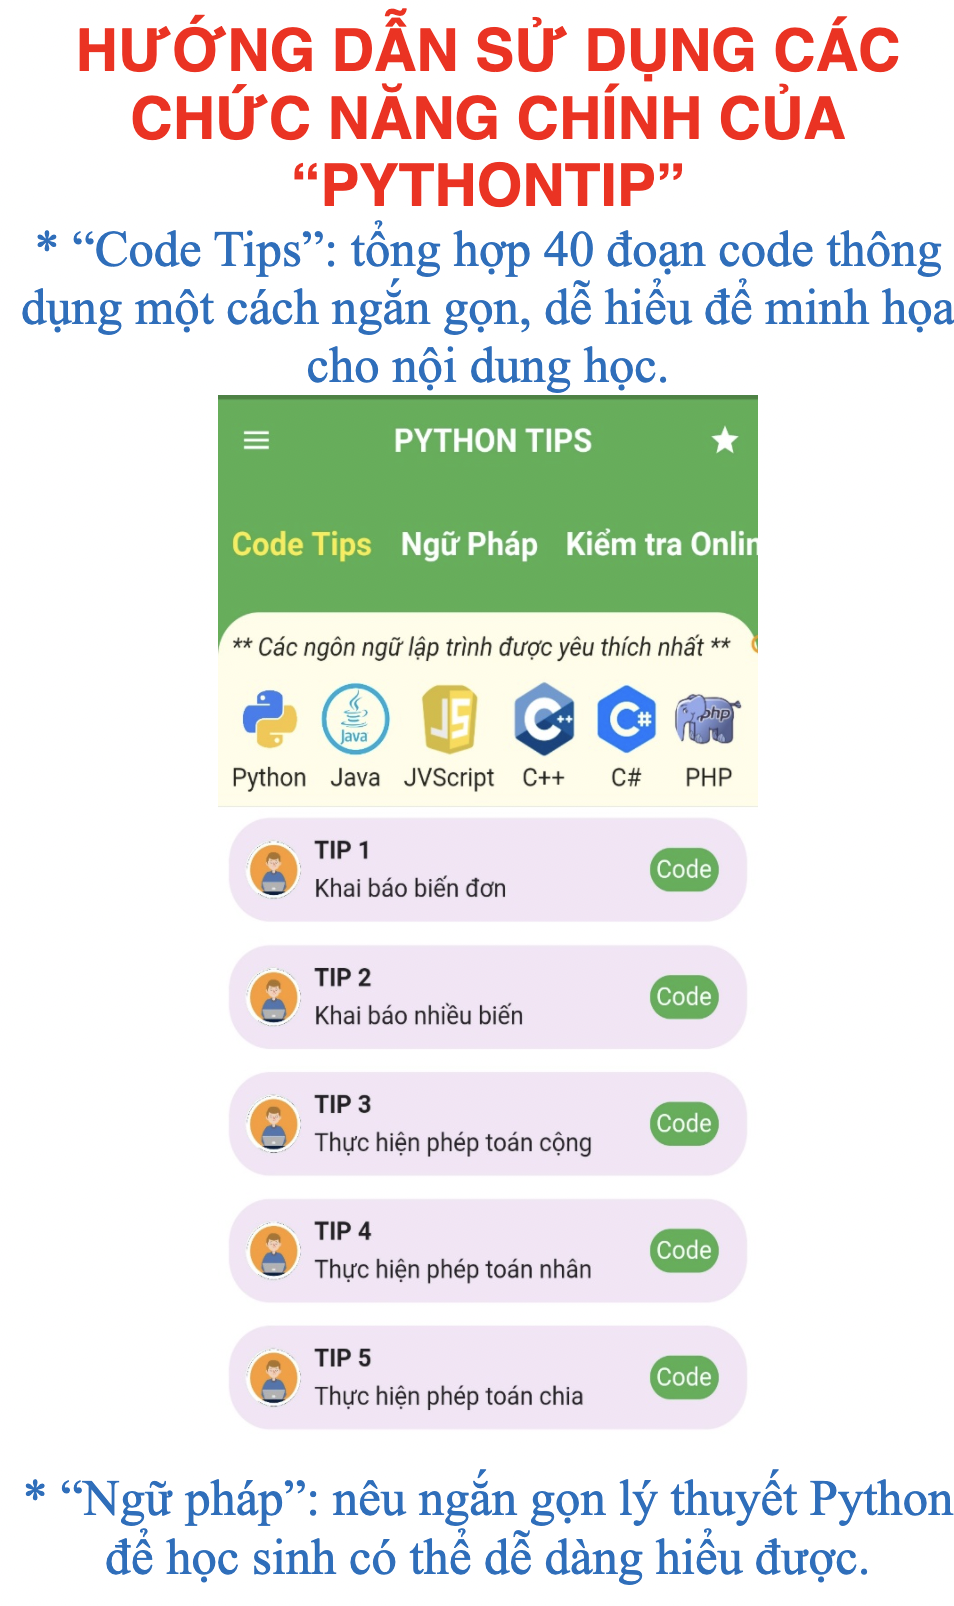 HƯỚNG DẪN SỬ DỤNG CÁC
CHỨC NĂNG CHÍNH CỦA
“PYTHONTIP”
* “Code Tips”: tổng hợp 40 đoạn code thông
dụng một cách ngắn gọn, dễ hiểu để minh họa
cho nội dung học.
PYTHON TIPS
Code Tips Ngữ Pháp Kiểm tra Onlin
** Các ngôn ngữ lập trình được yêu thích nhất **
Java JS C++ C# php
Python Java JVScript C++ C# PHP
TIP 1
Khai báo biến đơn
Code
TIP 2
Khai báo nhiều biến
Code
TIP 3
Thực hiện phép toán cộng
Code
TIP 4
Thực hiện phép toán nhân
Code
TIP 5
Thực hiện phép toán chia
Code
* “Ngữ pháp”: nêu ngắn gọn lý thuyết Python
để học sinh có thể dễ dàng hiểu được.